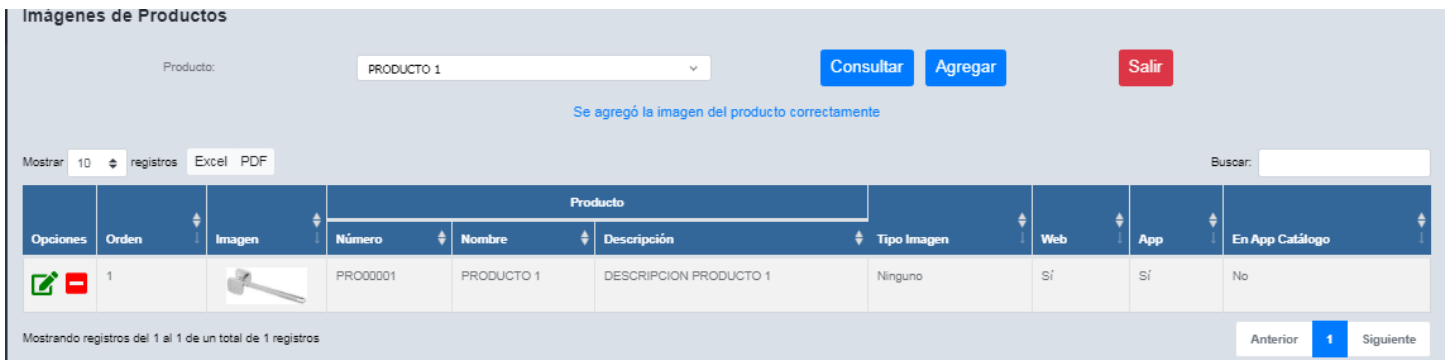 Imágenes de Productos
Producto: PRODUCTO 1 Consultar Agregar Salir
Se agregó la imagen del producto correctamente
Mostrar 10 registros Excel PDF Buscar:
Producto
Opciones Orden Imagen Número Nombre Descripción Tipo Imagen Web App En App Catálogo
1 PRO00001 PRODUCTO 1 DESCRIPCION PRODUCTO 1 Ninguno Sí Sí No
Mostrando registros del 1 al 1 de un total de 1 registros Anterior 1 Siguiente